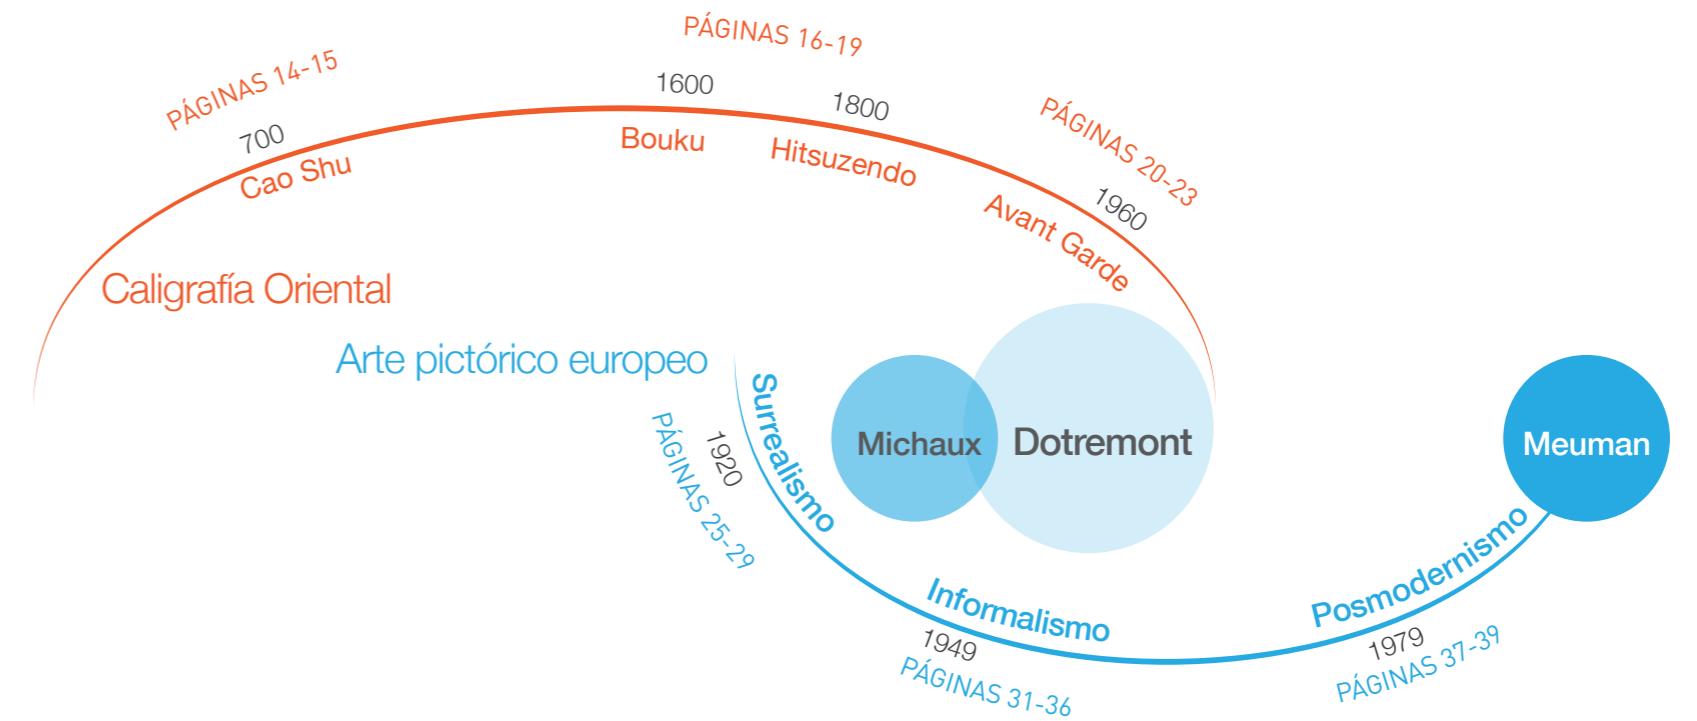 PÁGINAS 14-15
700
Cao Shu
PÁGINAS 16-19
1600
Bouku
1800
Hitsuzendo
PÁGINAS 20-23
1960
Avant Garde
Caligrafía Oriental
Arte pictórico europeo
Surrealismo
1920
PÁGINAS 25-29
Michaux
Dotremont
Meuman
Informalismo
1949
PÁGINAS 31-36
Posmodernismo
1979
PÁGINAS 37-39